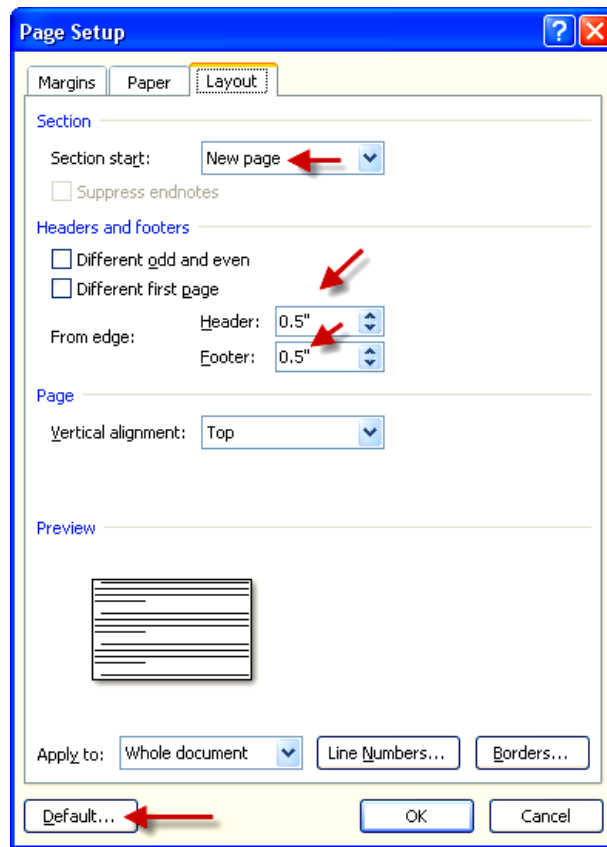 Page Setup
Margins Paper Layout
Section
Section start: New page
Suppress endnotes
Headers and footers
Different odd and even
Different first page
From edge:
Header: 0.5"
Footer: 0.5"
Page
Vertical alignment: Top
Preview
Apply to: Whole document Line Numbers... Borders...
Default... OK Cancel